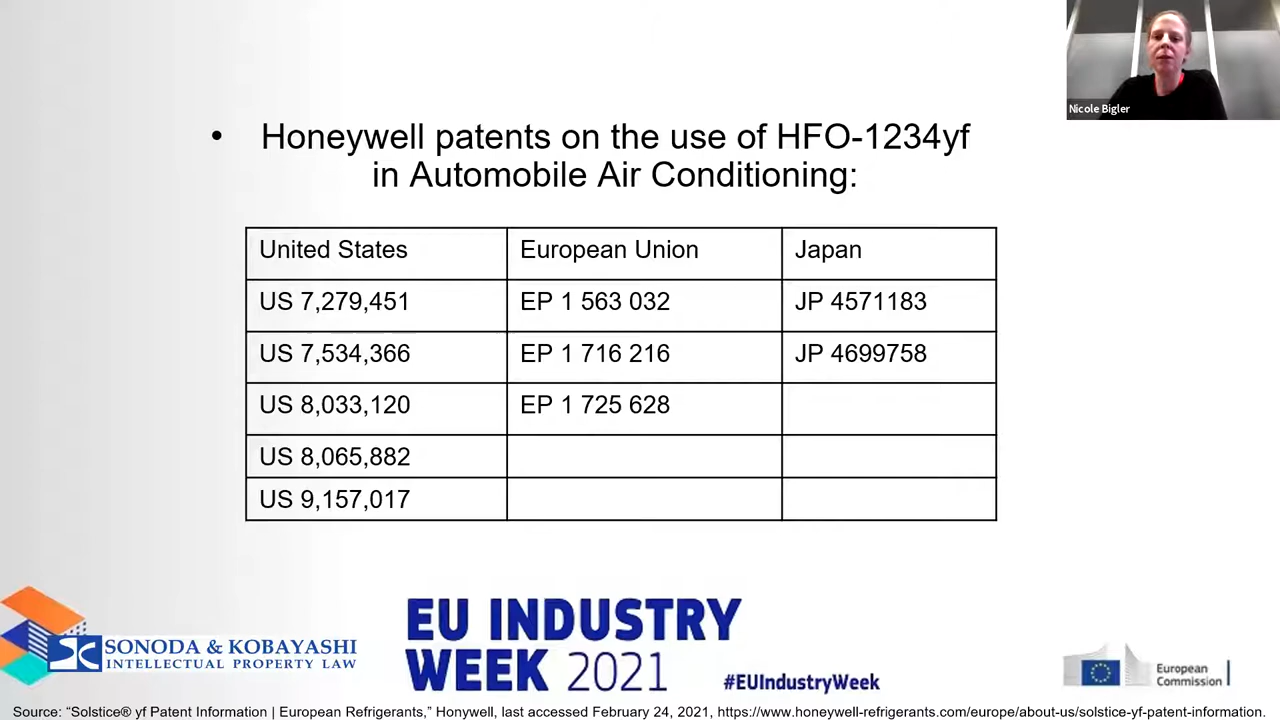 Nicole Bigler
• Honeywell patents on the use of HFO-1234yf
in Automobile Air Conditioning:
United States European Union Japan
US 7,279,451 EP 1 563 032 JP 4571183
US 7,534,366 EP 1 716 216 JP 4699758
US 8,033,120 EP 1 725 628
US 8,065,882
US 9,157,017
SONODA & KOBAYASHI
INTELLECTUAL PROPERTY LAW
EU INDUSTRY
WEEK 2021
#EUIndustryWeek
European
Commission
Source: “Solstice® yf Patent Information | European Refrigerants,” Honywell, last accessed February 24, 2021, https://www.honeywell-refrigerants.com/europe/about-us/solstice-yf-patent-information.